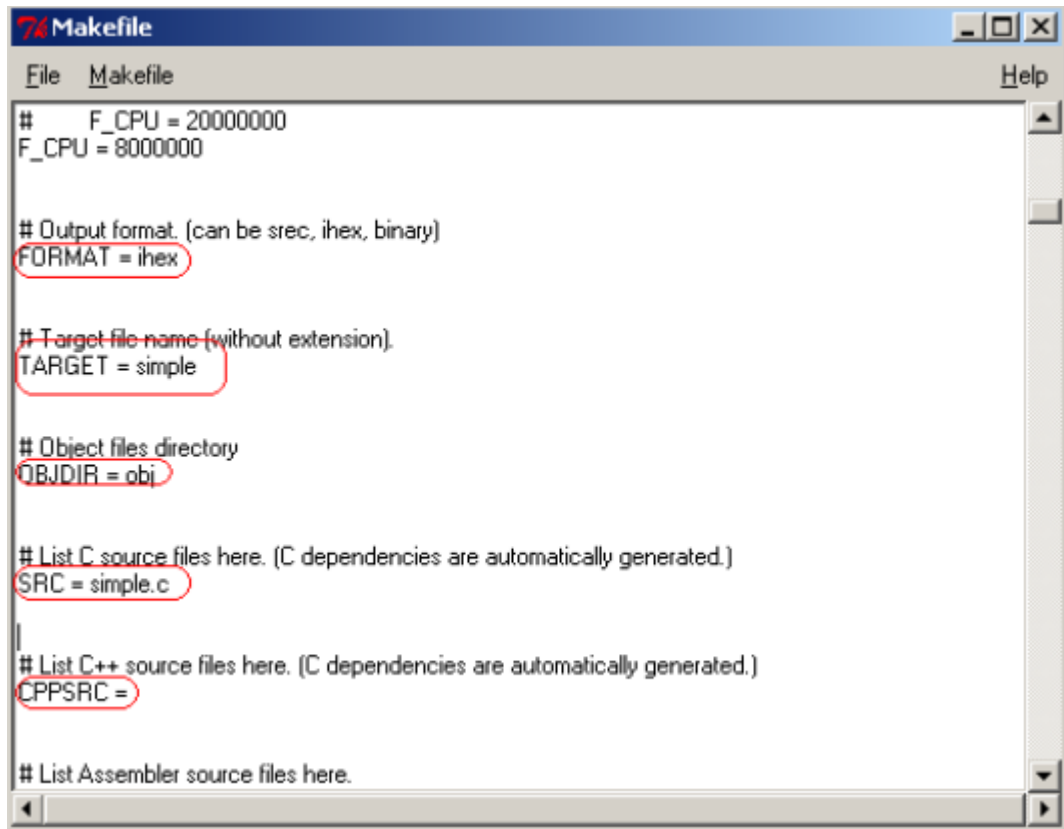 Makefile
File Makefile Help
# F_CPU = 20000000
F_CPU = 8000000
# Output format. (can be srec, ihex, binary)
FORMAT = ihex
# Target file name (without extension).
TARGET = simple
# Object files directory
OBJDIR = obj
# List C source files here. (C dependencies are automatically generated.)
SRC = simple.c
# List C++ source files here. (C dependencies are automatically generated.)
CPPSRC =
# List Assembler source files here.